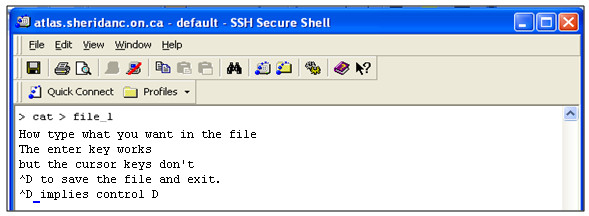 atlas.sheridanc.on.ca - default - SSH Secure Shell
File Edit View Window Help
Quick Connect Profiles
> cat > file_1
How type what you want in the file
The enter key works
but the cursor keys don't
^D to save the file and exit.
^D implies control D